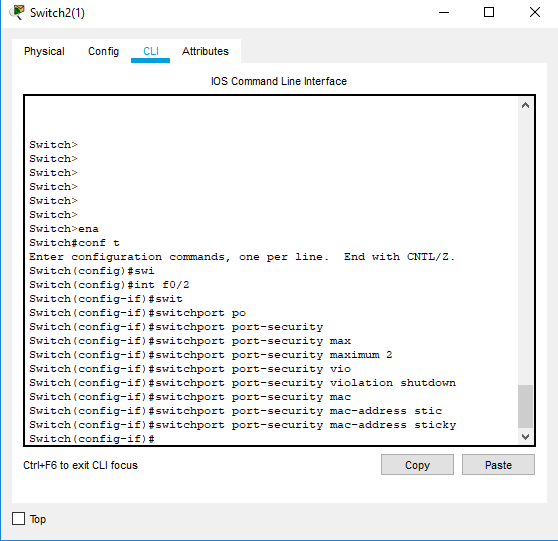 Switch2(1)
Physical Config CLI Attributes
IOS Command Line Interface
Switch>
Switch>
Switch>
Switch>
Switch>
Switch>
Switch>ena
Switch#conf t
Enter configuration commands, one per line.  End with CNTL/Z.
Switch(config)#swi
Switch(config)#int f0/2
Switch(config-if)#swit
Switch(config-if)#switchport po
Switch(config-if)#switchport port-security
Switch(config-if)#switchport port-security max
Switch(config-if)#switchport port-security maximum 2
Switch(config-if)#switchport port-security vio
Switch(config-if)#switchport port-security violation shutdown
Switch(config-if)#switchport port-security mac
Switch(config-if)#switchport port-security mac-address stic
Switch(config-if)#switchport port-security mac-address sticky
Switch(config-if)#
Ctrl+F6 to exit CLI focus Copy Paste
Top